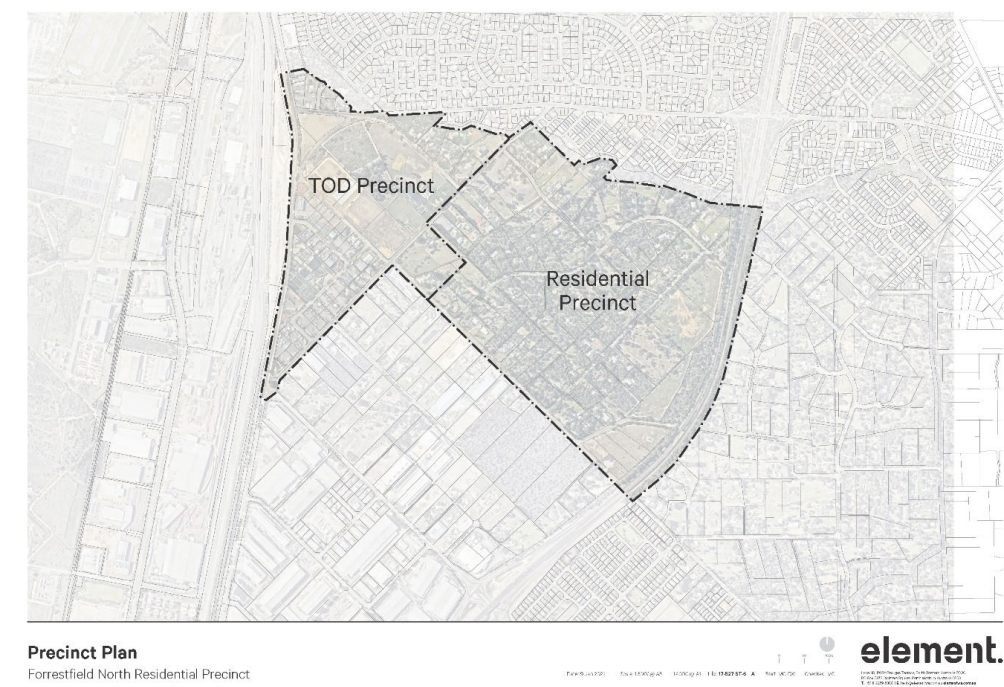 TOD Precinct
Residential
Precinct
Precinct Plan
Forrestfield North Residential Precinct
element.